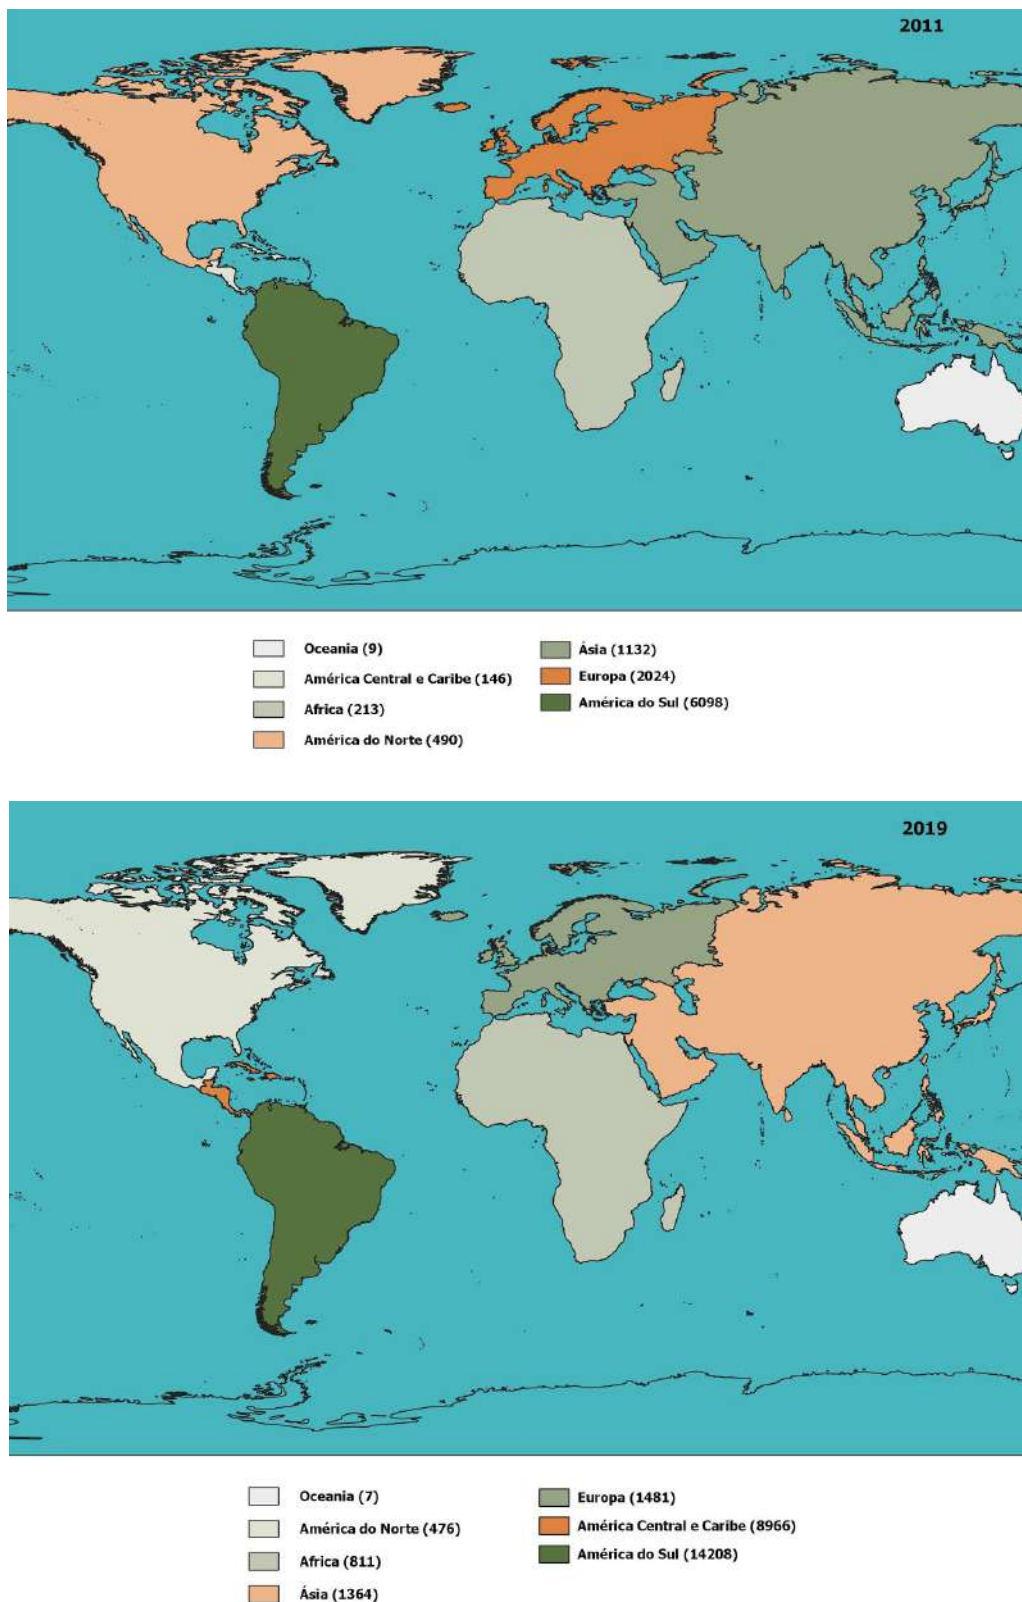 2011
Oceania (9)
América Central e Caribe (146)
Africa (213)
América do Norte (490)
Ásia (1132)
Europa (2024)
América do Sul (6098)
2019
Oceania (7)
América do Norte (476)
Africa (811)
Ásia (1364)
Europa (1481)
América Central e Caribe (8966)
América do Sul (14208)